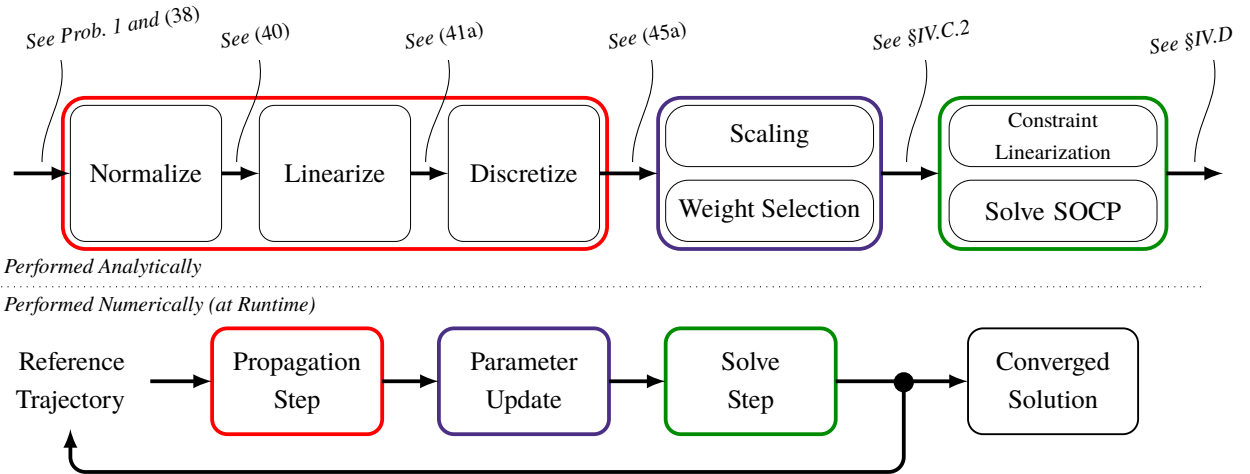 See Prob. 1 and (38)
See (40)
See (41a)
See (45a)
See §IV.C.2
See §IV.D
Normalize
Linearize
Discretize
Scaling
Weight Selection
Constraint
Linearization
Solve SOCP
Performed Analytically
Performed Numerically (at Runtime)
Reference
Trajectory
Propagation
Step
Parameter
Update
Solve
Step
Converged
Solution